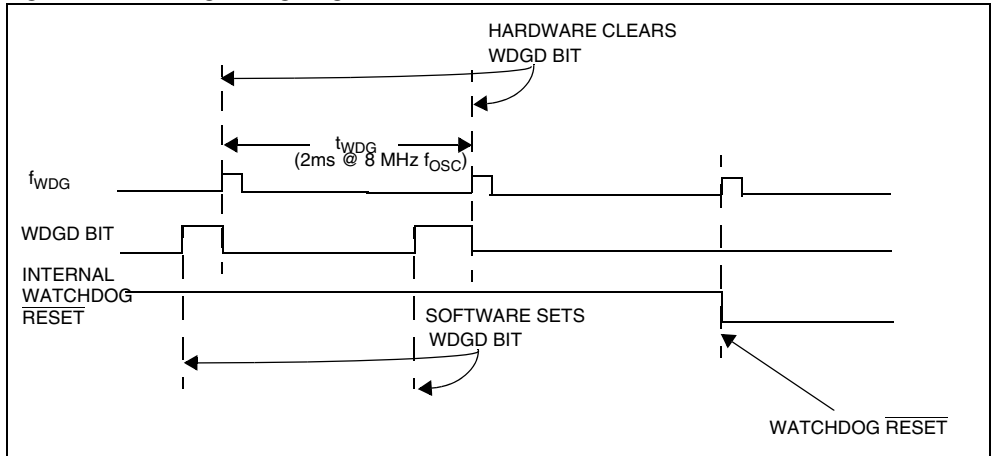 HARDWARE CLEARS
WDGD BIT
tWDG
(2ms @ 8 MHz fOSC)
fWDG
WDGD BIT
INTERNAL
WATCHDOG
RESET
SOFTWARE SETS
WDGD BIT
WATCHDOG RESET